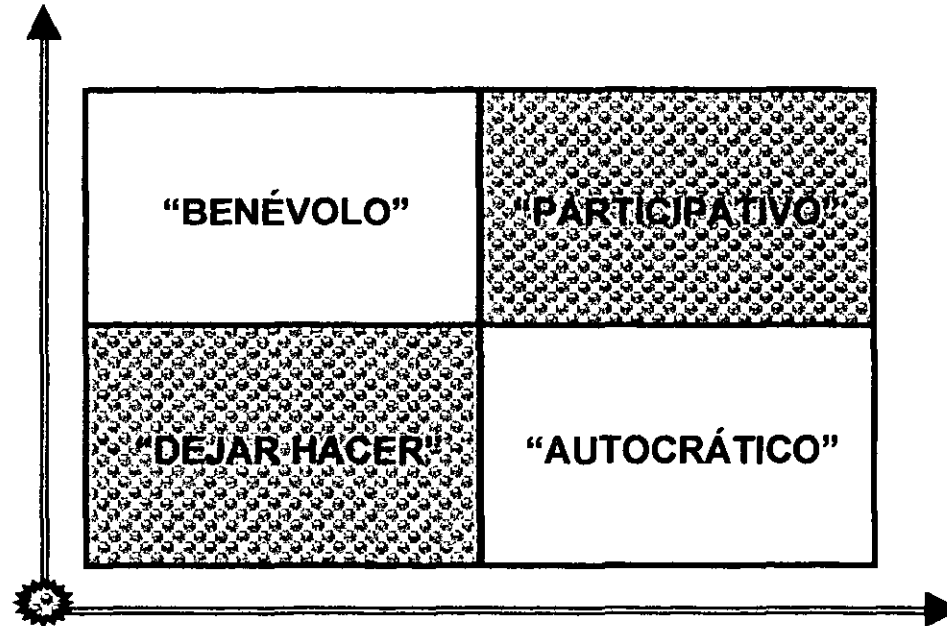 “BENÉVOLO”
“PARTICIPATIVO”
“DEJAR HACER”
“AUTOCRÁTICO”